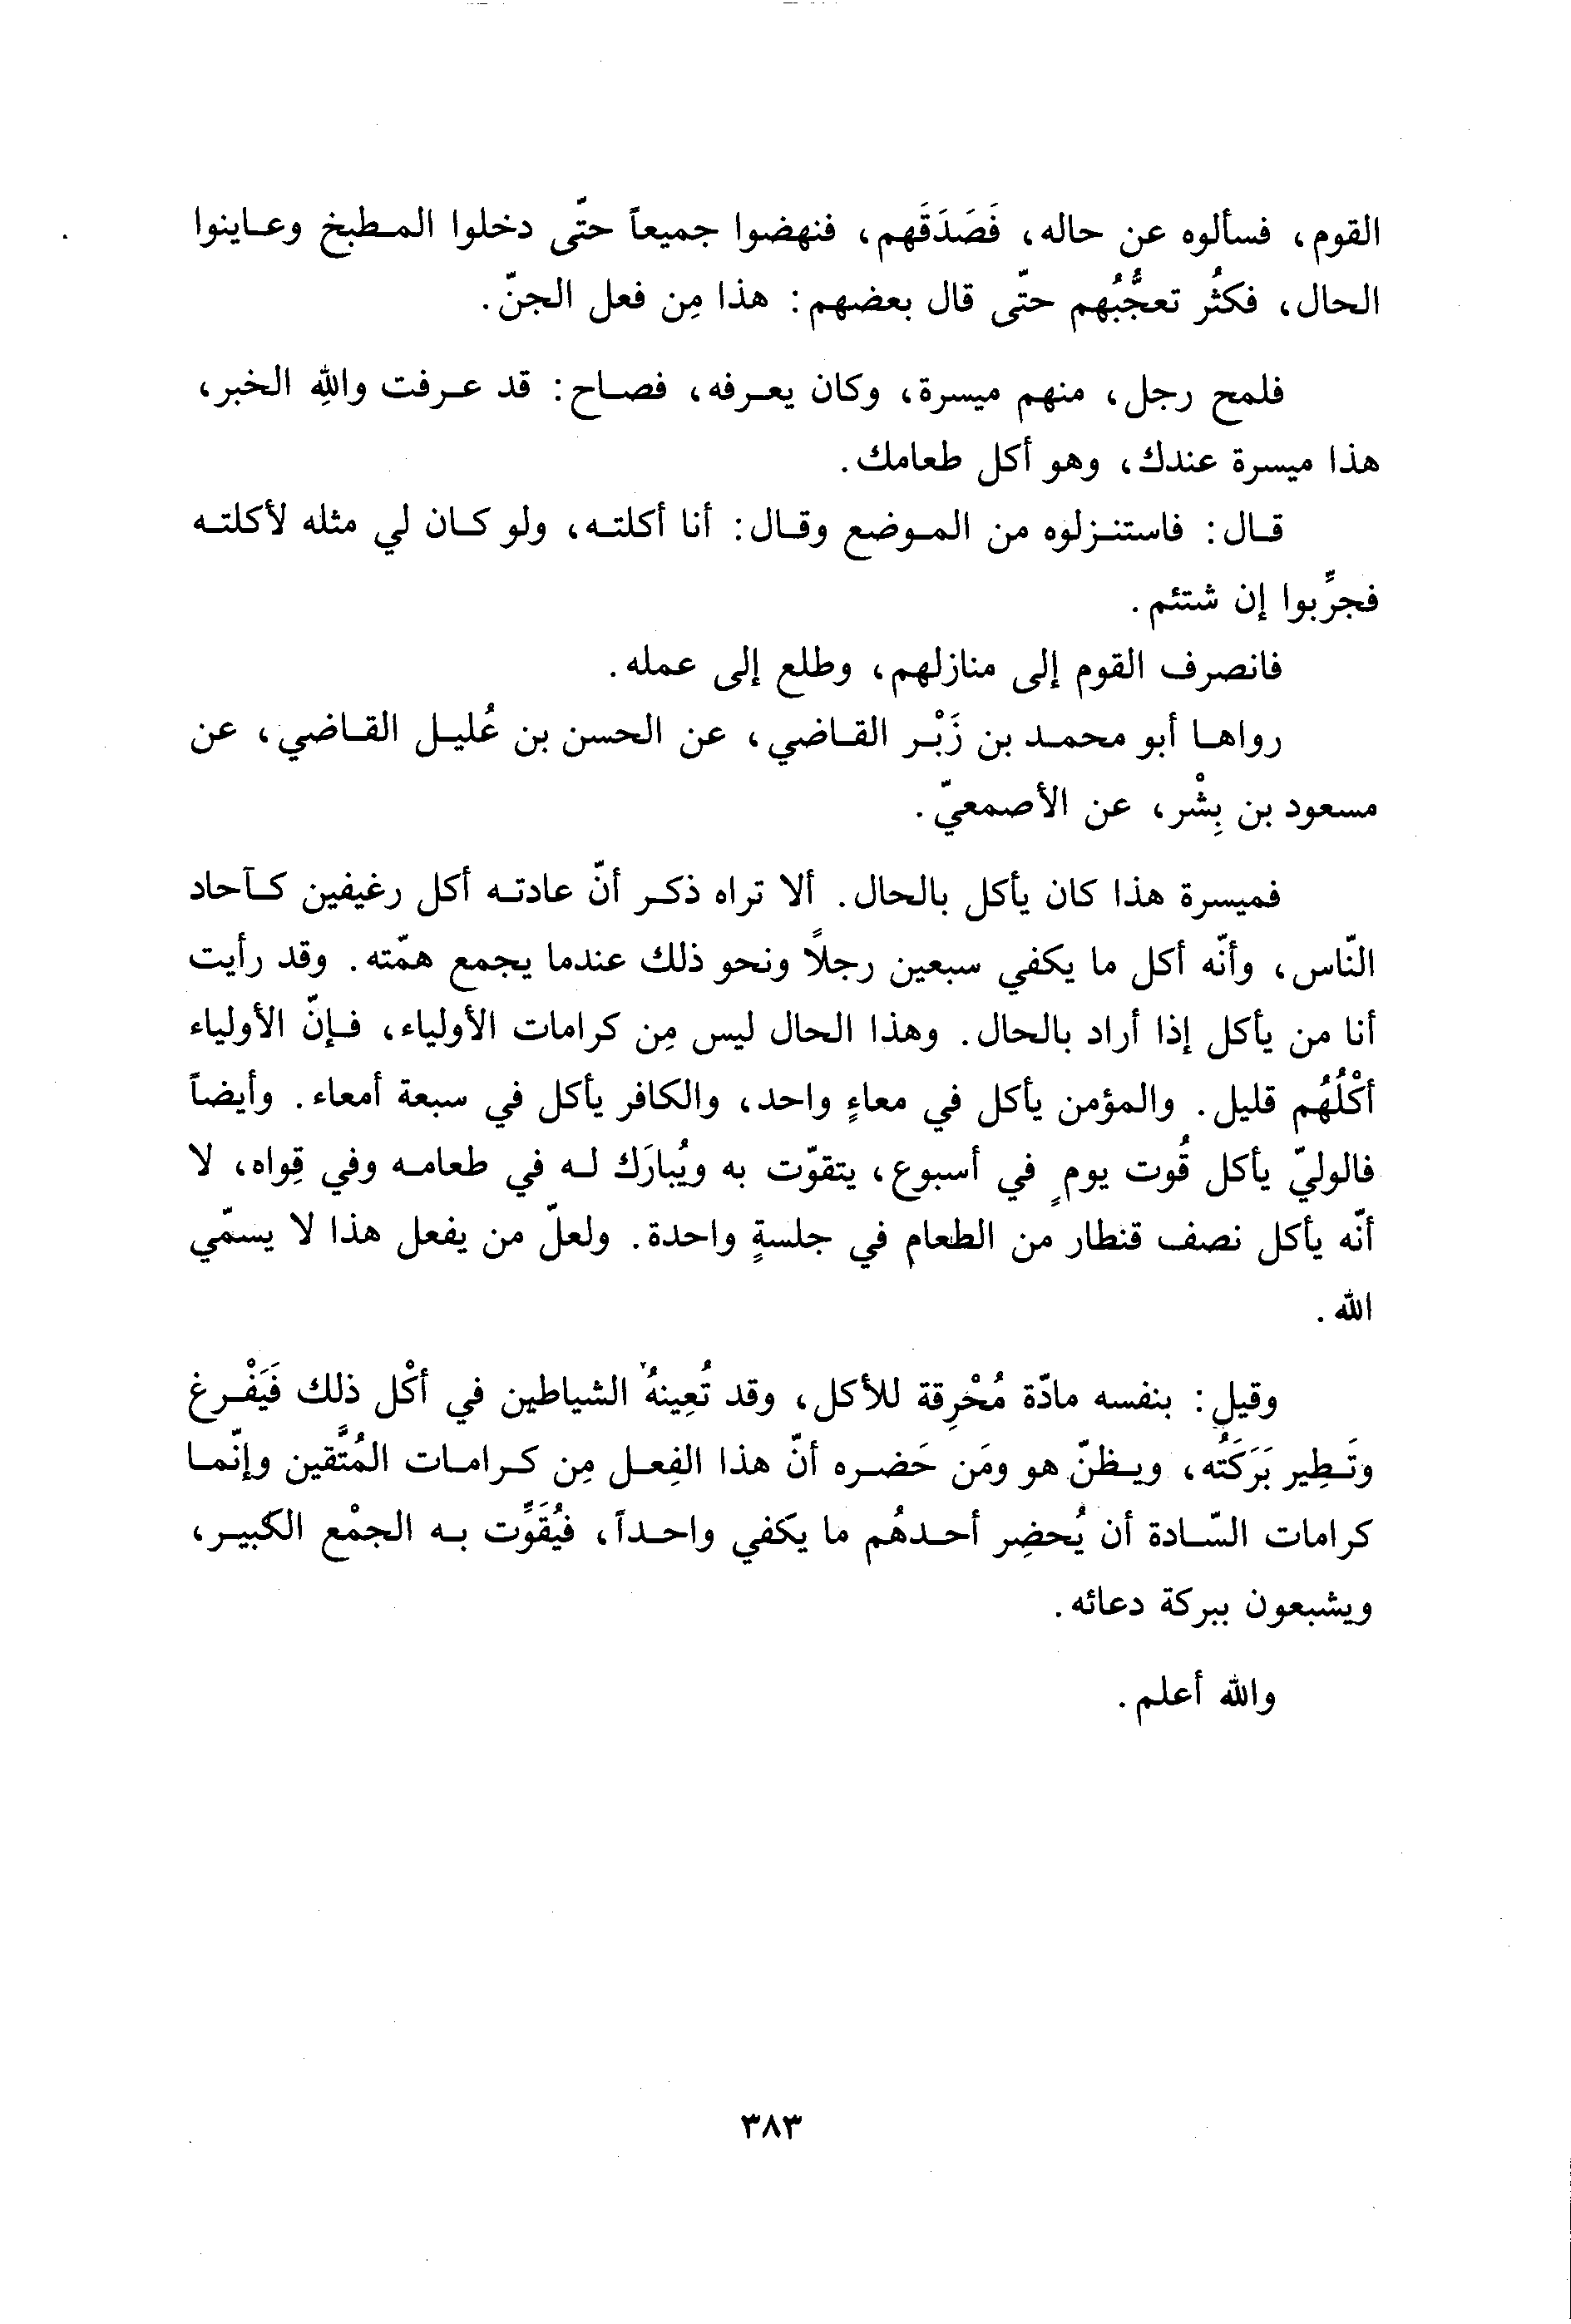 القوم، فسألوه عن حاله، فَصَدَقَهم، فنهضوا جميعاً حتّى دخلوا المطبخ وعاينوا
الحال، فكثُر تعجُّبُهم حتّى قال بعضهم: هذا مِن فعل الجنّ.
فلمح رجل، منهم ميسرة، وكان يعرفه، فصاح: قد عرفت واللهِ الخبر،
هذا ميسرة عندك، وهو أكل طعامك.
قال: فاستنزلوه من الموضع وقال: أنا أكلته، ولو كان لي مثله لأكلته
فجرِّبوا إن شتئم.
فانصرف القوم إلى منازلهم، وطلع إلى عمله.
رواها أبو محمد بن زَبْر القاضي، عن الحسن بن عُليل القاضي، عن
مسعود بن بِشْر، عن الأصمعيّ.
فميسرة هذا كان يأكل بالحال. ألا تراه ذكر أنّ عادته أكل رغيفين كآحاد
النّاس، وأنّه أكل ما يكفي سبعين رجلاً ونحو ذلك عندما يجمع همّته. وقد رأيت
أنا من يأكل إذا أراد بالحال. وهذا الحال ليس مِن كرامات الأولياء، فإنّ الأولياء
أكْلُهُم قليل. والمؤمن يأكل في معاءٍ واحد، والكافر يأكل في سبعة أمعاء. وأيضاً
فالوليّ يأكل قُوت يومٍ في أسبوع، يتقوّت به ويُبارَك له في طعامه وفي قِواه، لا
أنّه يأكل نصف قنطار من الطعام في جلسةٍ واحدة. ولعلّ من يفعل هذا لا يسمّي
الله.
وقيل: بنفسه مادّة مُخْرِقة للأكل، وقد تُعِينهُ الشياطين في أكْل ذلك فَيَفْرغ
وتَطِير بَرَكَتُه، ويظنّ هو ومَن حَضره أنّ هذا الفِعل مِن كرامات المُتَّقين وإنّما
كرامات السّادة أن يُحضِر أحدهُم ما يكفي واحداً، فيُقَوِّت به الجمْع الكبير،
ويشبعون ببركة دعائه.
والله أعلم.
٣٨٣